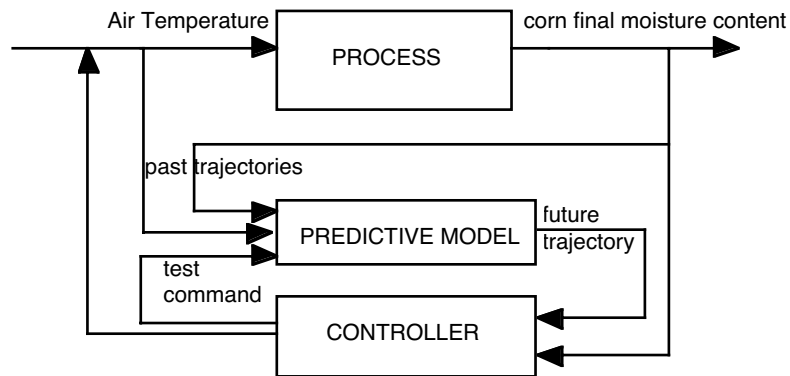 Air Temperature
corn final moisture content
PROCESS
past trajectories
PREDICTIVE MODEL
future
trajectory
test
command
CONTROLLER